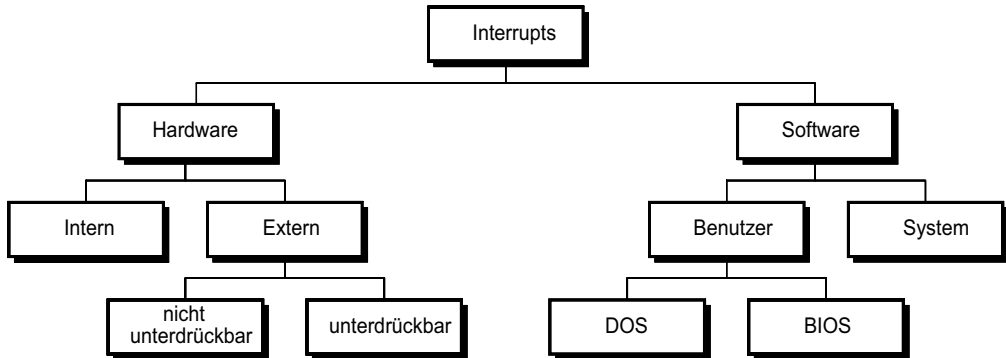 Interrupts
Hardware
Software
Intern
Extern
Benutzer
System
nicht
unterdrückbar
unterdrückbar
DOS
BIOS